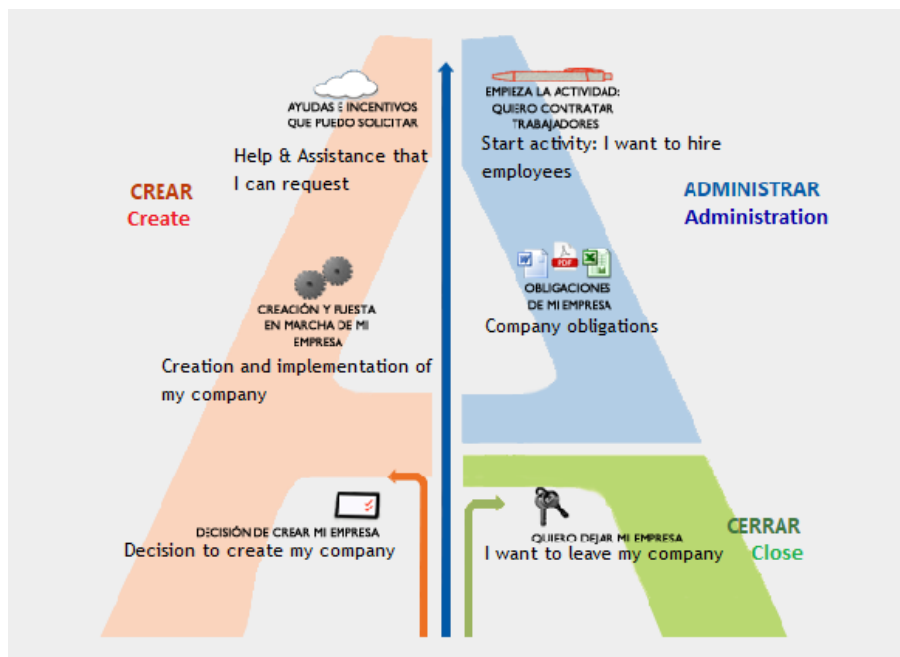 AYUDAS E INCENTIVOS
QUE PUEDO SOLICITAR
Help & Assistance that
I can request
CREAR
Create
CREACIÓN Y PUESTA
EN MARCHA DE MI
EMPRESA
Creation and implementation of
my company
DECISIÓN DE CREAR MI EMPRESA
Decision to create my company
EMPIEZA LA ACTIVIDAD:
QUIERO CONTRATAR
TRABAJADORES
Start activity: I want to hire
employees
ADMINISTRAR
Administration
W
PDF
X
OBLIGACIONES
DE MI EMPRESA
Company obligations
QUIERO DEJAR MI EMPRESA
I want to leave my company
CERRAR
Close